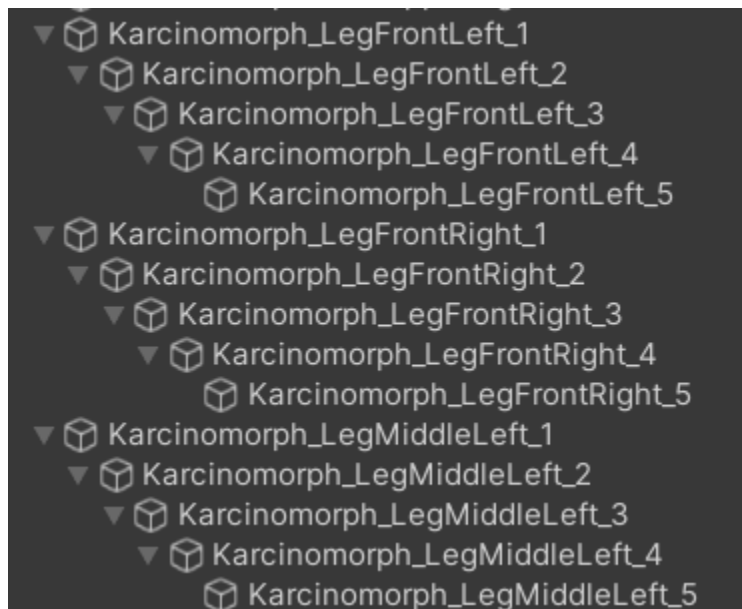 Karcinomorph_LegFrontLeft_1
Karcinomorph_LegFrontLeft_2
Karcinomorph_LegFrontLeft_3
Karcinomorph_LegFrontLeft_4
Karcinomorph_LegFrontLeft_5
Karcinomorph_LegFrontRight_1
Karcinomorph_LegFrontRight_2
Karcinomorph_LegFrontRight_3
Karcinomorph_LegFrontRight_4
Karcinomorph_LegFrontRight_5
Karcinomorph_LegMiddleLeft_1
Karcinomorph_LegMiddleLeft_2
Karcinomorph_LegMiddleLeft_3
Karcinomorph_LegMiddleLeft_4
Karcinomorph_LegMiddleLeft_5